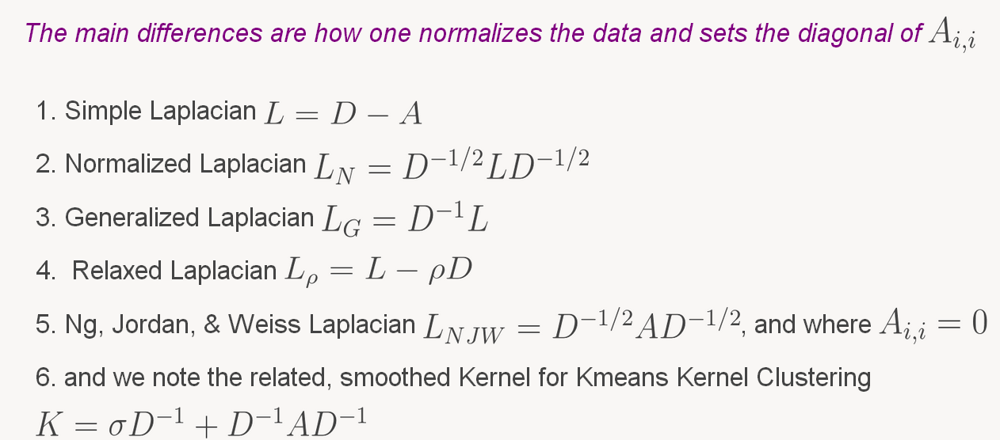 The main differences are how one normalizes the data and sets the diagonal of $A_{i,i}$
1. Simple Laplacian $L = D - A$
2. Normalized Laplacian $L_N = D^{-1/2} L D^{-1/2}$
3. Generalized Laplacian $L_G = D^{-1} L$
4. Relaxed Laplacian $L_\rho = L - \rho D$
5. Ng, Jordan, & Weiss Laplacian $L_{NJW} = D^{-1/2} A D^{-1/2}$, and where $A_{i,i} = 0$
6. and we note the related, smoothed Kernel for Kmeans Kernel Clustering
$K = \sigma D^{-1} + D^{-1} A D^{-1}$